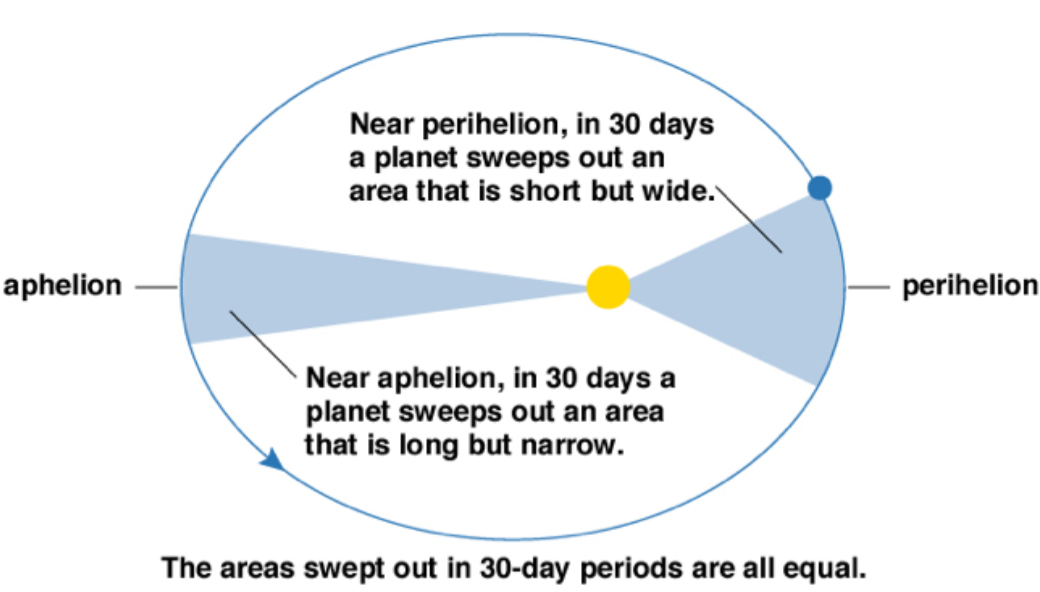 Near perihelion, in 30 days
a planet sweeps out an
area that is short but wide.
aphelion
perihelion
Near aphelion, in 30 days a
planet sweeps out an area
that is long but narrow.
The areas swept out in 30-day periods are all equal.